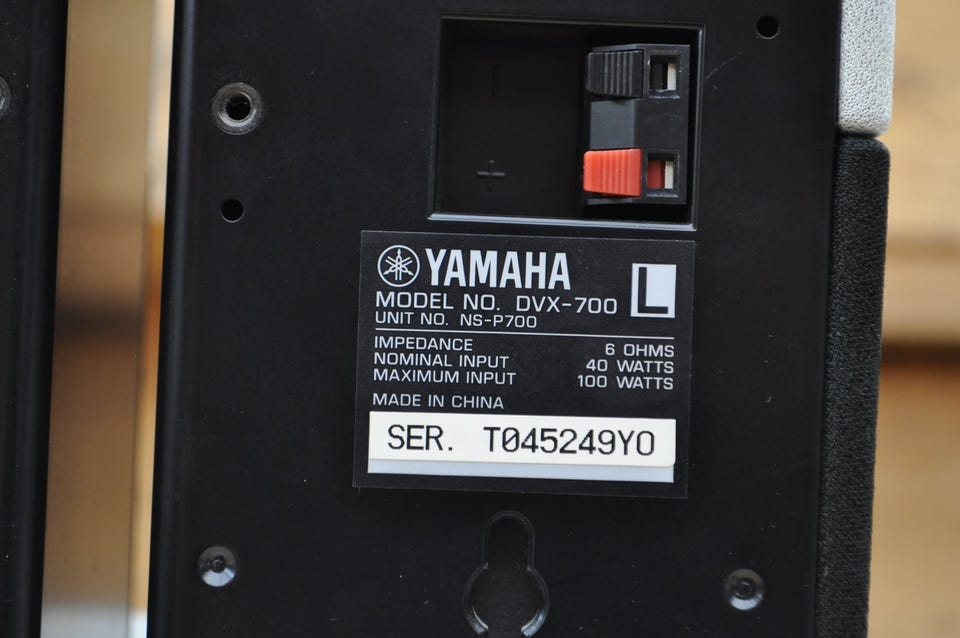 +
YAMAHA
L
MODEL NO. DVX-700
UNIT NO. NS-P700
IMPEDANCE 6 OHMS
NOMINAL INPUT 40 WATTS
MAXIMUM INPUT 100 WATTS
MADE IN CHINA
SER. T045249YO